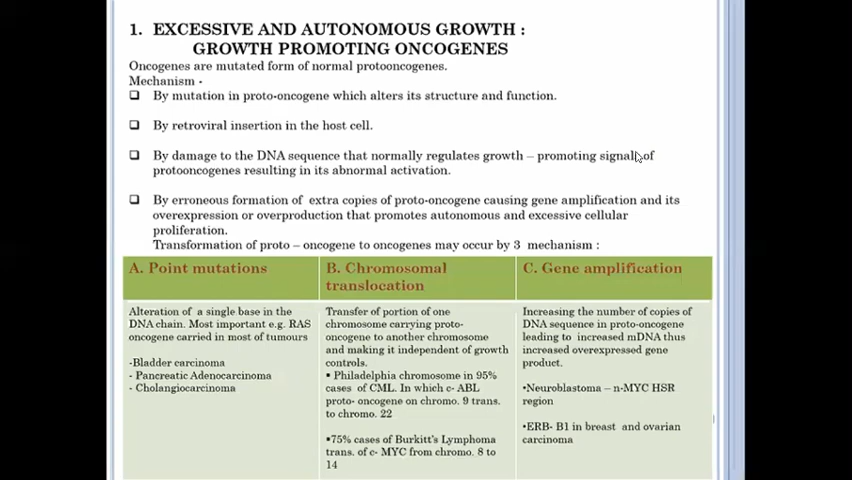 1. EXCESSIVE AND AUTONOMOUS GROWTH :
GROWTH PROMOTING ONCOGENES
Oncogenes are mutated form of normal protooncogenes.
Mechanism -
❑ By mutation in proto-oncogene which alters its structure and function.
❑ By retroviral insertion in the host cell.
❑ By damage to the DNA sequence that normally regulates growth – promoting signals of
protooncogenes resulting in its abnormal activation.
❑ By erroneous formation of extra copies of proto-oncogene causing gene amplification and its
overexpression or overproduction that promotes autonomous and excessive cellular
proliferation.
Transformation of proto – oncogene to oncogenes may occur by 3 mechanism :
A. Point mutations
Alteration of a single base in the
DNA chain. Most important e.g. RAS
oncogene carried in most of tumours
-Bladder carcinoma
- Pancreatic Adenocarcinoma
- Cholangiocarcinoma
B. Chromosomal
translocation
Transfer of portion of one
chromosome carrying proto-
oncogene to another chromosome
and making it independent of growth
controls.
• Philadelphia chromosome in 95%
cases of CML. In which c- ABL
proto- oncogene on chromo. 9 trans.
to chromo. 22
•75% cases of Burkitt's Lymphoma
trans. of c- MYC from chromo. 8 to
14
C. Gene amplification
Increasing the number of copies of
DNA sequence in proto-oncogene
leading to increased mDNA thus
increased overexpressed gene
product.
•Neuroblastoma – n-MYC HSR
region
•ERB- B1 in breast and ovarian
carcinoma